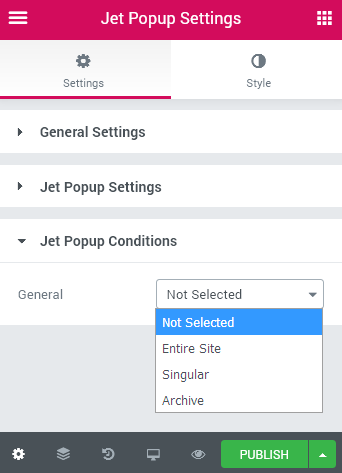 Jet Popup Settings
Settings
Style
General Settings
Jet Popup Settings
Jet Popup Conditions
General
Not Selected
Not Selected
Entire Site
Singular
Archive
PUBLISH